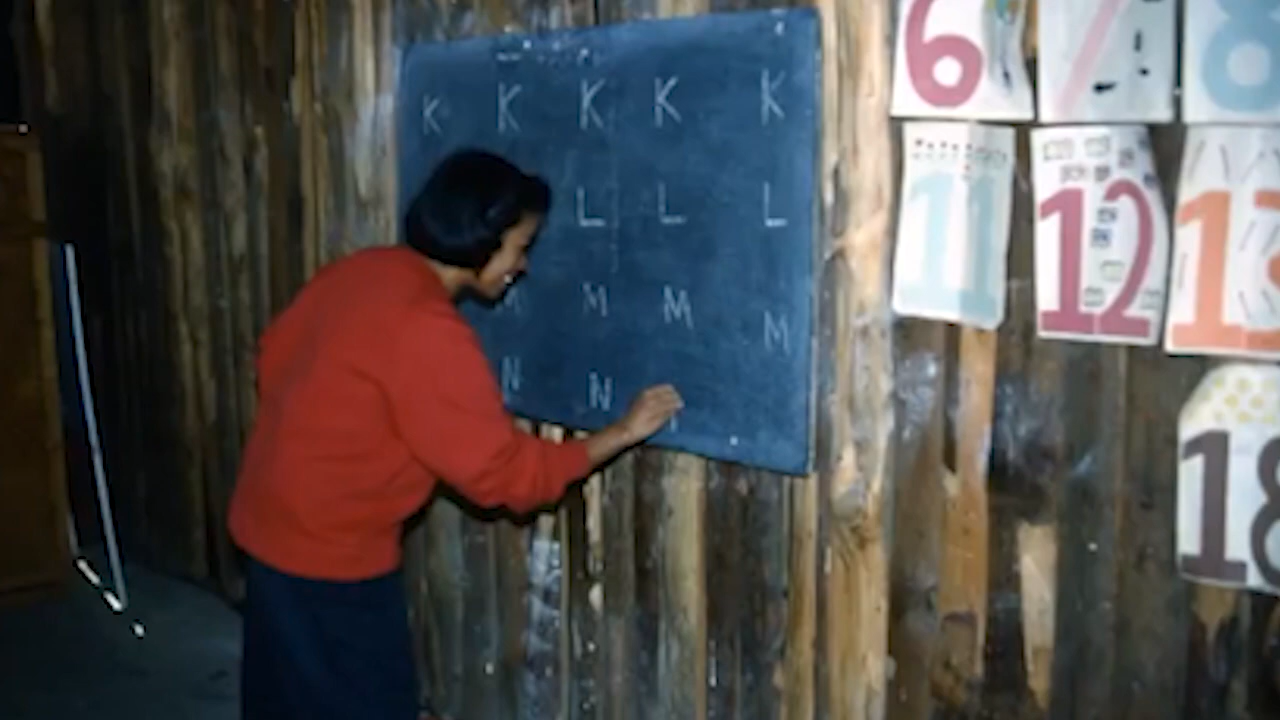 K K K K K
L L L
M M M
N N
6 8
11 12 13
18